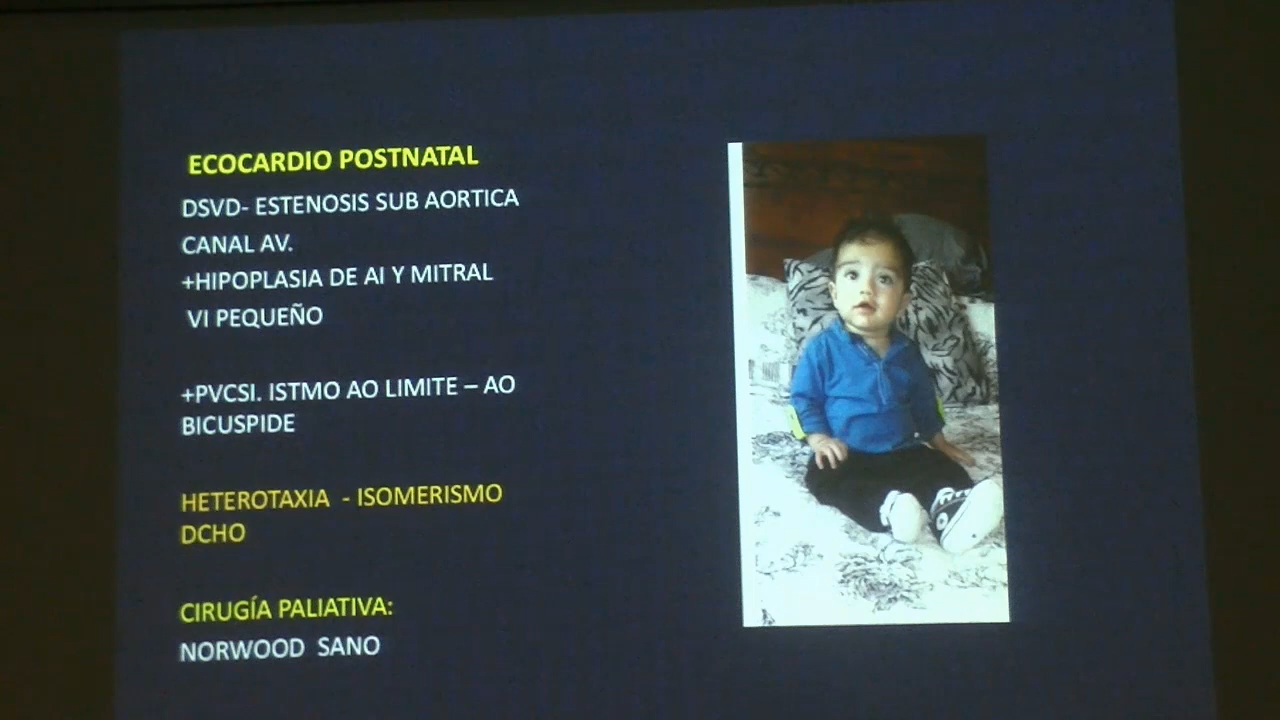 ECOCARDIO POSTNATAL
DSVD- ESTENOSIS SUB AORTICA
CANAL AV.
+HIPOPLASIA DE AI Y MITRAL
VI PEQUEÑO
+PVCSI. ISTMO AO LIMITE – AO
BICUSPIDE
HETEROTAXIA - ISOMERISMO
DCHO
CIRUGÍA PALIATIVA:
NORWOOD SANO